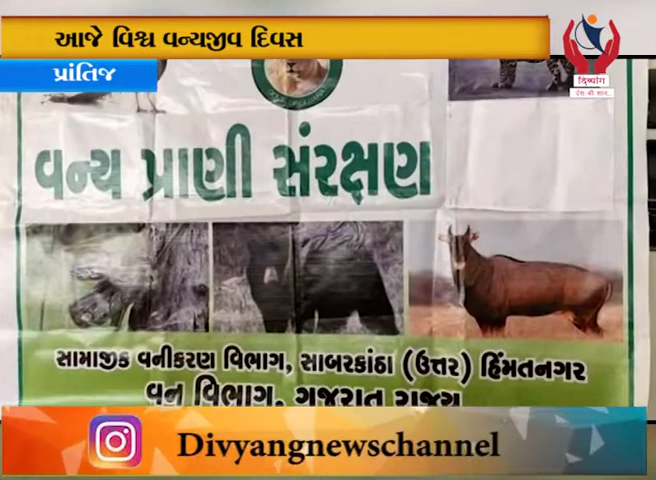 આજે વિશ્વ વન્યજીવ દિવસ
દિવ્યાંગ
પ્રાંતિજ
વન્ય પ્રાણી સંરક્ષણ
સામાજીક વનીકરણ વિભાગ, સાબરકાંઠા (ઉત્તર) હિંમતનગર
વન વિભાગ, ગુજરાત રાજ્ય
Divyangnewschannel